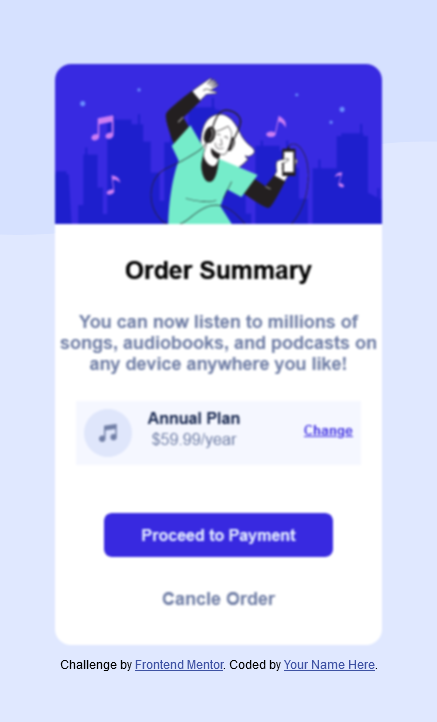 Order Summary
You can now listen to millions of
songs, audiobooks, and podcasts on
any device anywhere you like!
Annual Plan
$59.99/year
Change
Proceed to Payment
Cancle Order
Challenge by Frontend Mentor. Coded by Your Name Here.